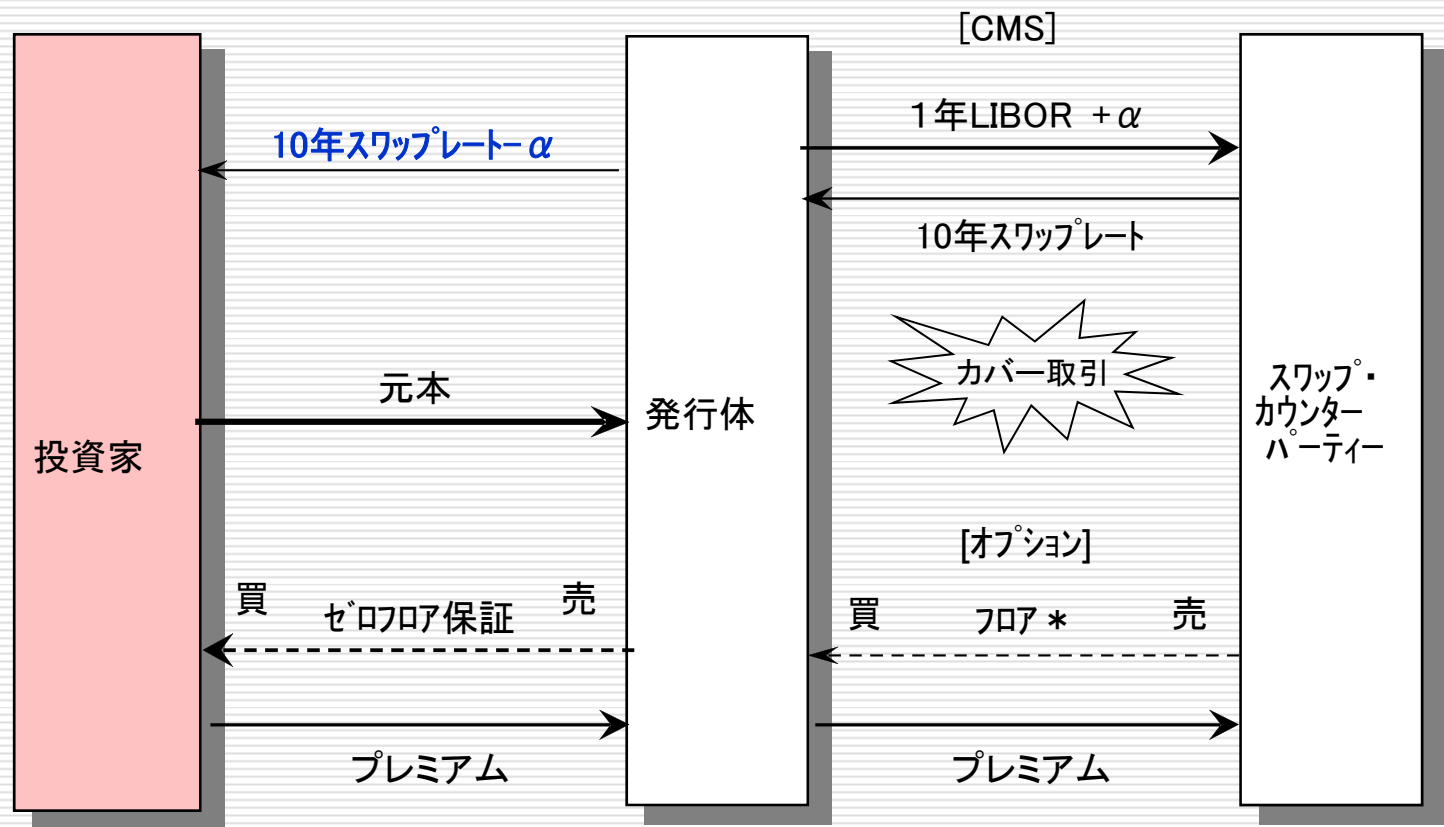 [CMS]
1年LIBOR +α
10年スワップレート−α
10年スワップレート
カバー取引
元本
発行体
スワップ・
カウンター
パーティー
投資家
[オプション]
買 ゼロフロア保証 売
買 フロア * 売
プレミアム
プレミアム